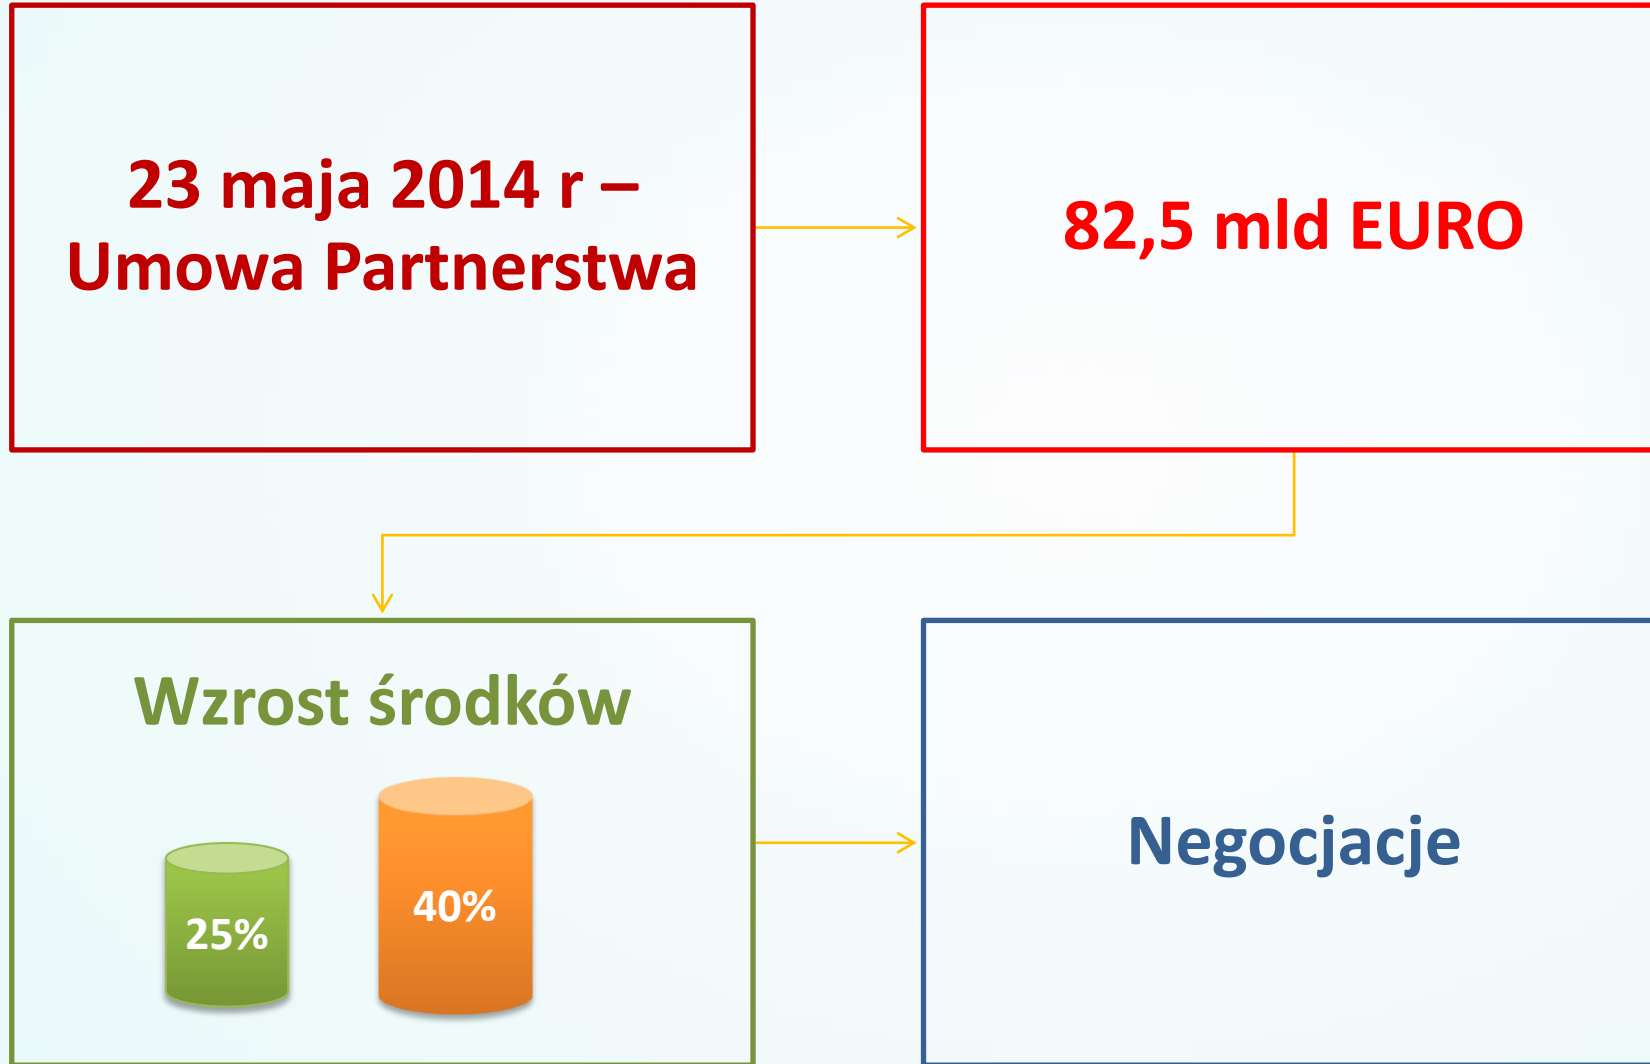 23 maja 2014 r –
Umowa Partnerstwa
82,5 mld EURO
Wzrost środków
25%
40%
Negocjacje